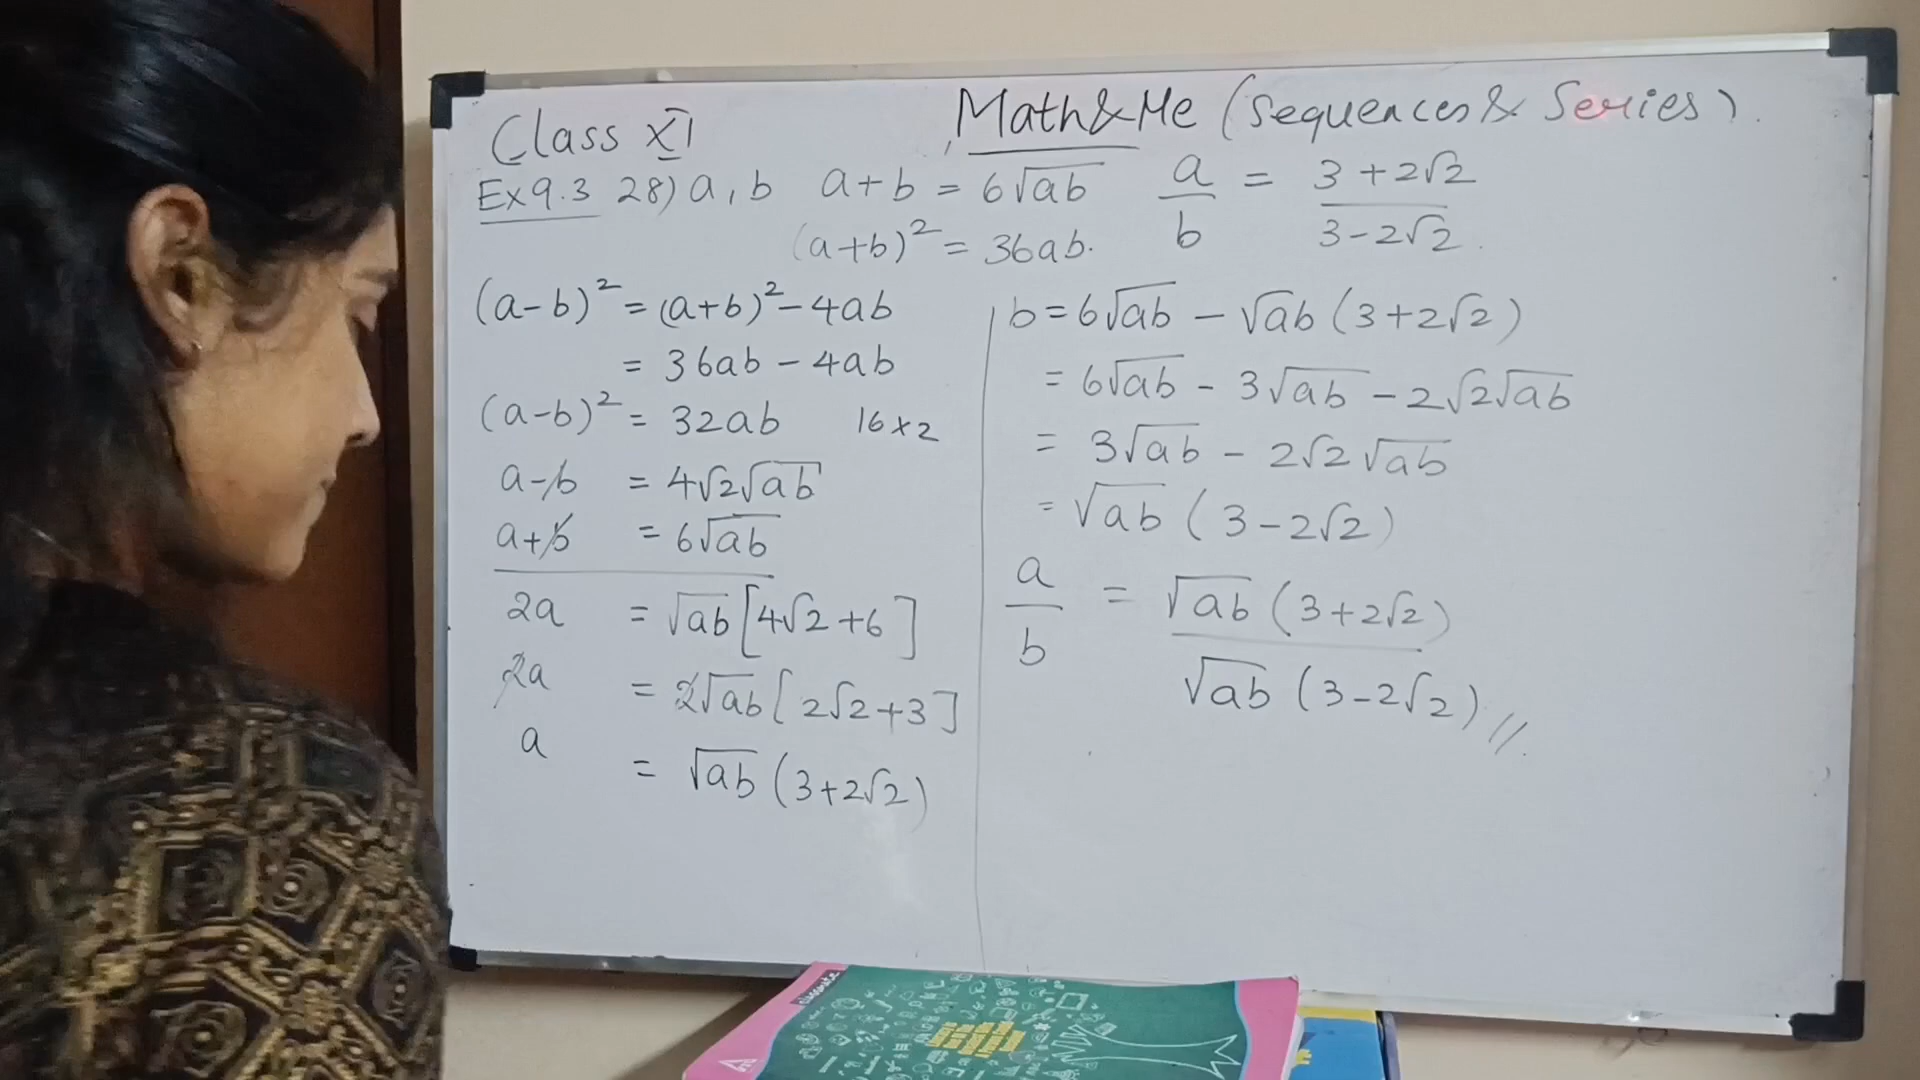 Class XI
Math&Me (Sequences & Series)
Ex 9.3 28) a, b a+b = 6√ab a/b = (3+2√2)/(3-2√2)
(a+b)² = 36ab.
(a-b)² = (a+b)² - 4ab
= 36ab - 4ab
(a-b)² = 32ab 16×2
a-b = 4√2√ab
a+b = 6√ab
2a = √ab [4√2+6]
2a = 2√ab [2√2+3]
a = √ab (3+2√2)
b = 6√ab - √ab (3+2√2)
= 6√ab - 3√ab - 2√2√ab
= 3√ab - 2√2√ab
= √ab (3-2√2)
a/b = √ab (3+2√2) / √ab (3-2√2) //.
classmate